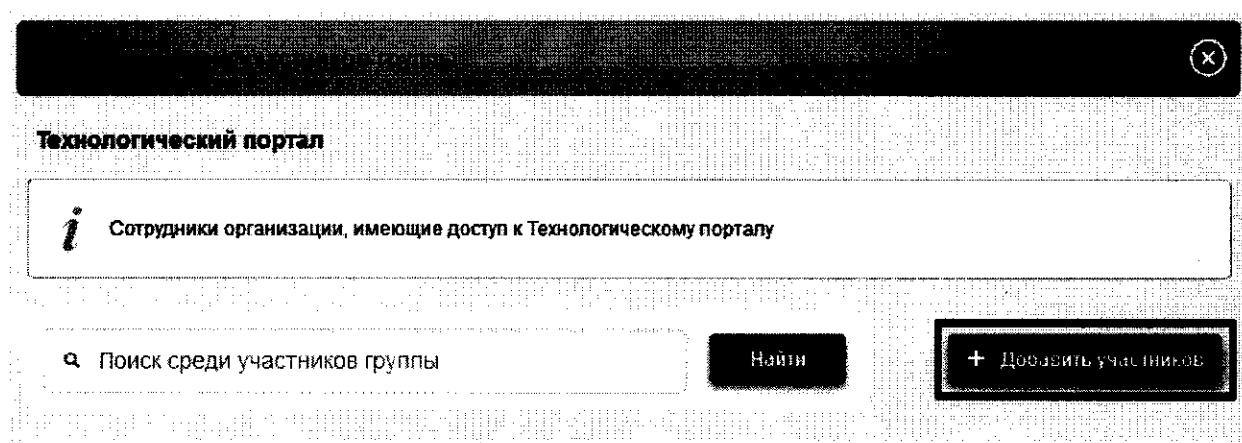 Технологический портал
Сотрудники организации, имеющие доступ к Технологическому порталу
Поиск среди участников группы
Найти
+ Добавить участников